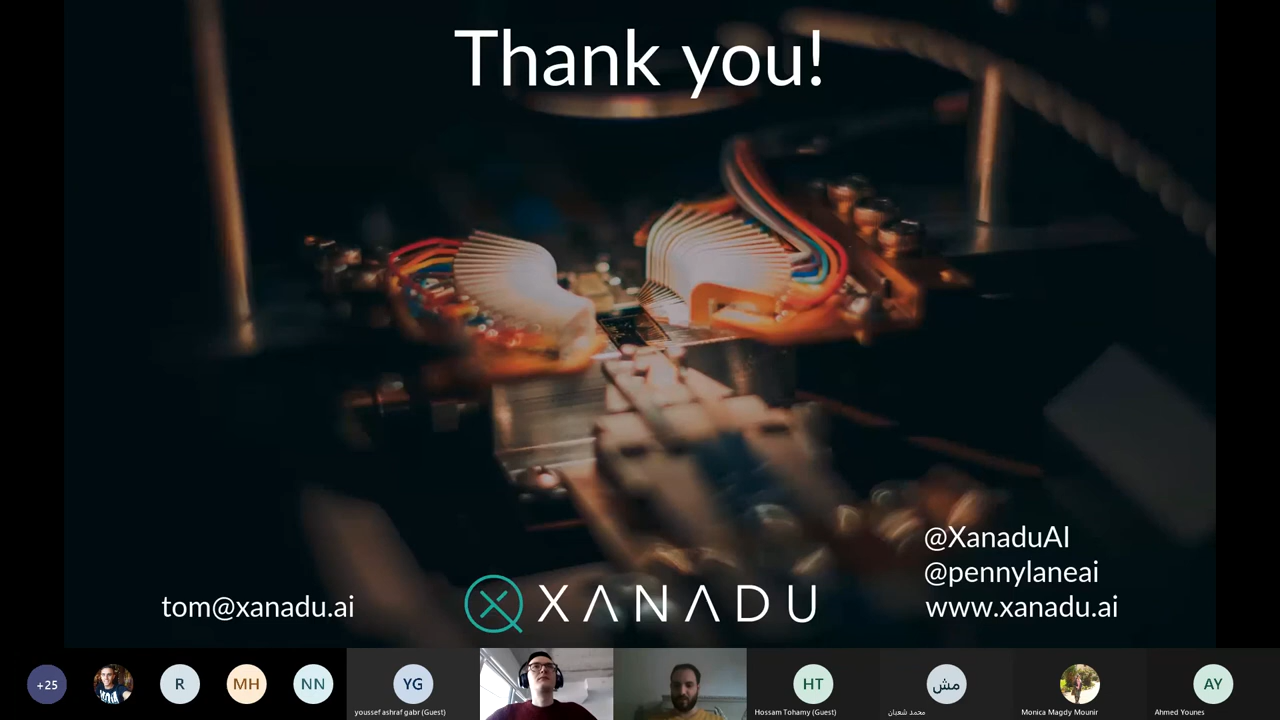 Thank you!
@XanaduAI
@pennylaneai
tom@xanadu.ai
XANADU
www.xanadu.ai
+25
R
MH
NN
YG
youssef ashraf gabr (Guest)
HT
Hossam Tohamy (Guest)
مش
محمد شعبان
Monica Magdy Mounir
AY
Ahmed Younes